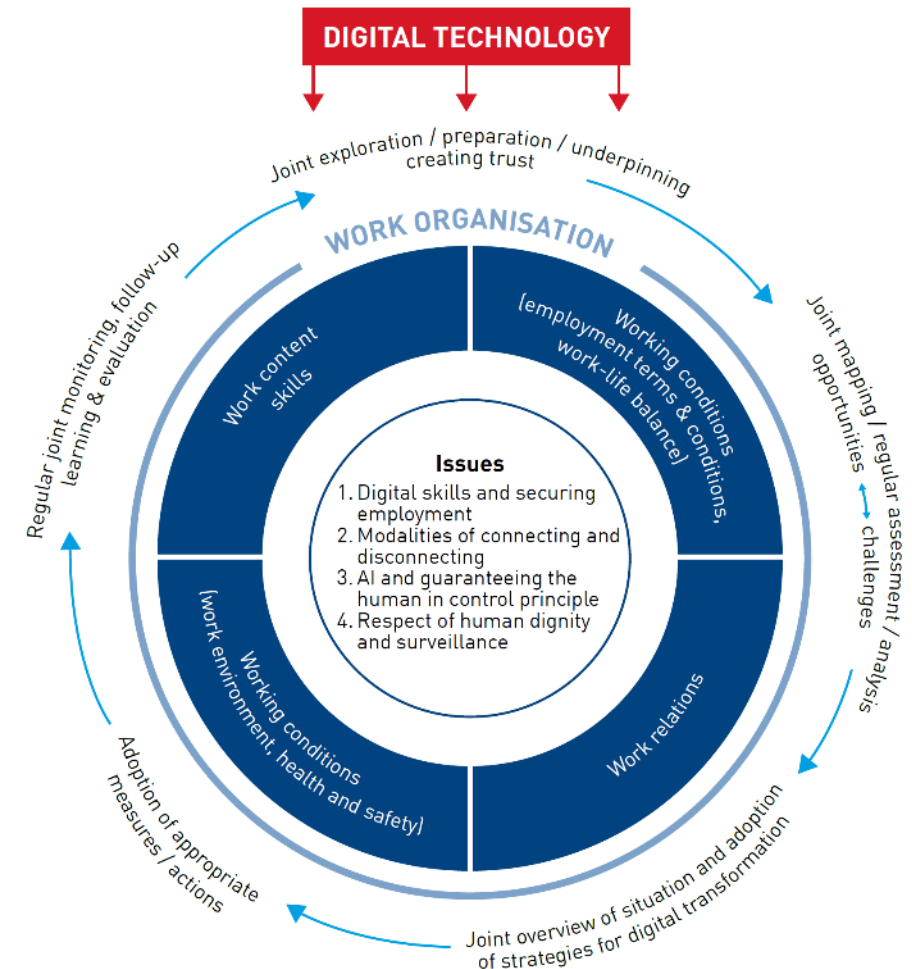 DIGITAL TECHNOLOGY
Joint exploration / preparation / underpinning
creating trust
WORK ORGANISATION
Joint mapping / regular assessment / analysis
opportunities
challenges
Joint overview of situation and adoption
of strategies for digital transformation
Adoption of appropriate
measures / actions
Regular joint monitoring, follow-up
learning & evaluation
Work content
skills
Working conditions
(employment terms & conditions,
work-life balance)
Work relations
Working conditions
(work environment, health and safety)
Issues
1. Digital skills and securing
employment
2. Modalities of connecting and
disconnecting
3. AI and guaranteeing the
human in control principle
4. Respect of human dignity
and surveillance